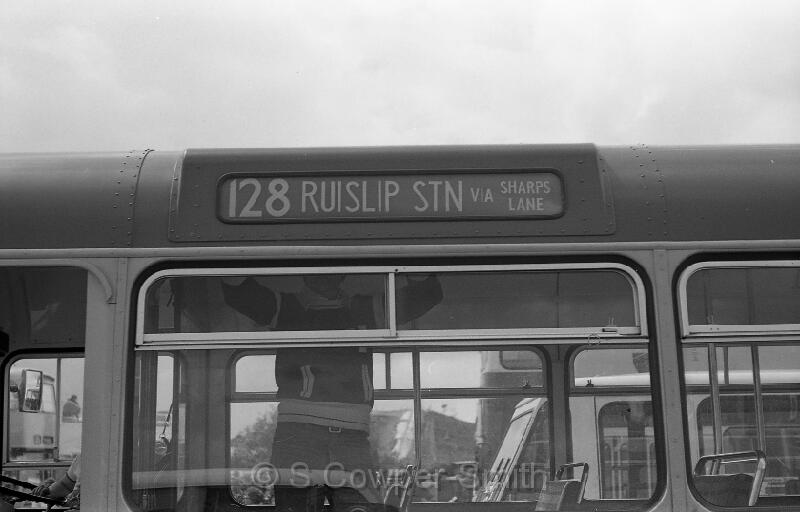 128 RUISLIP STN VIA SHARPS
LANE
© S Cowper-Smith